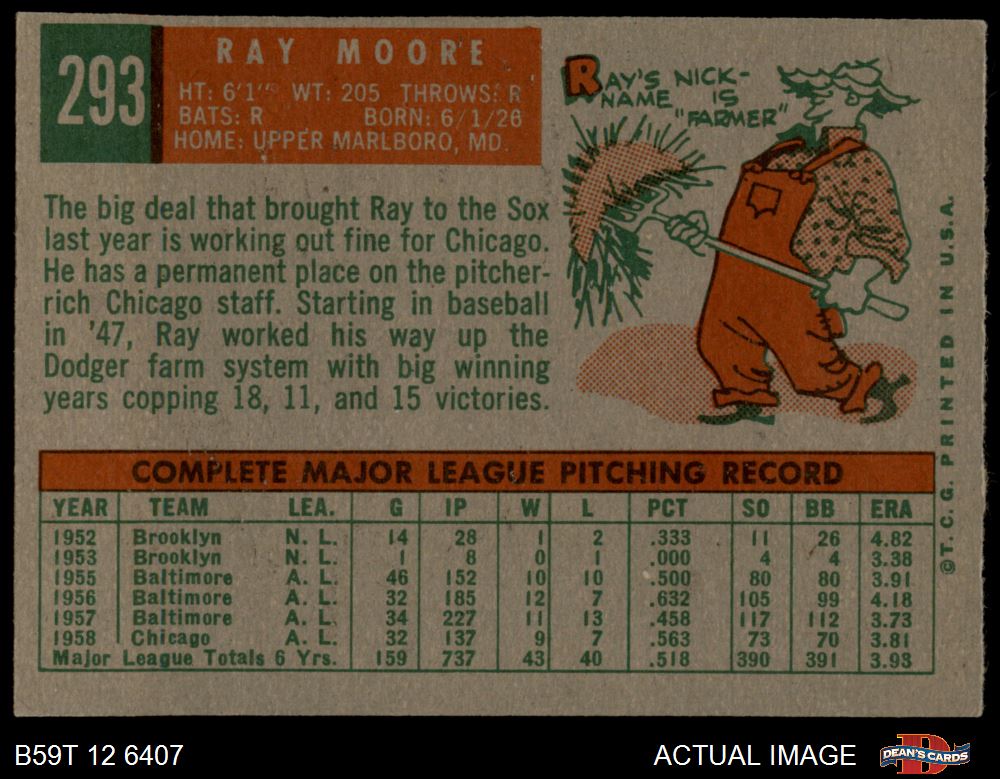 293
RAY MOORE
HT: 6'1" WT: 205 THROWS: R
BATS: R BORN: 6/1/26
HOME: UPPER MARLBORO, MD.
RAY'S NICK-
NAME IS
"FARMER"
The big deal that brought Ray to the Sox
last year is working out fine for Chicago.
He has a permanent place on the pitcher-
rich Chicago staff. Starting in baseball
in '47, Ray worked his way up the
Dodger farm system with big winning
years copping 18, 11, and 15 victories.
COMPLETE MAJOR LEAGUE PITCHING RECORD
YEAR TEAM LEA. G IP W L PCT SO BB ERA
1952 Brooklyn N. L. 14 28 1 2 .333 11 26 4.82
1953 Brooklyn N. L. 1 8 0 1 .000 4 4 3.38
1955 Baltimore A. L. 46 152 10 10 .500 80 80 3.91
1956 Baltimore A. L. 32 185 12 7 .632 105 99 4.18
1957 Baltimore A. L. 34 227 11 13 .458 117 112 3.73
1958 Chicago A. L. 32 137 9 7 .563 73 70 3.81
Major League Totals 6 Yrs. 159 737 43 40 .518 390 391 3.93
©T. C. G. PRINTED IN U.S.A.
B59T 12 6407
ACTUAL IMAGE
DEAN'S CARDS